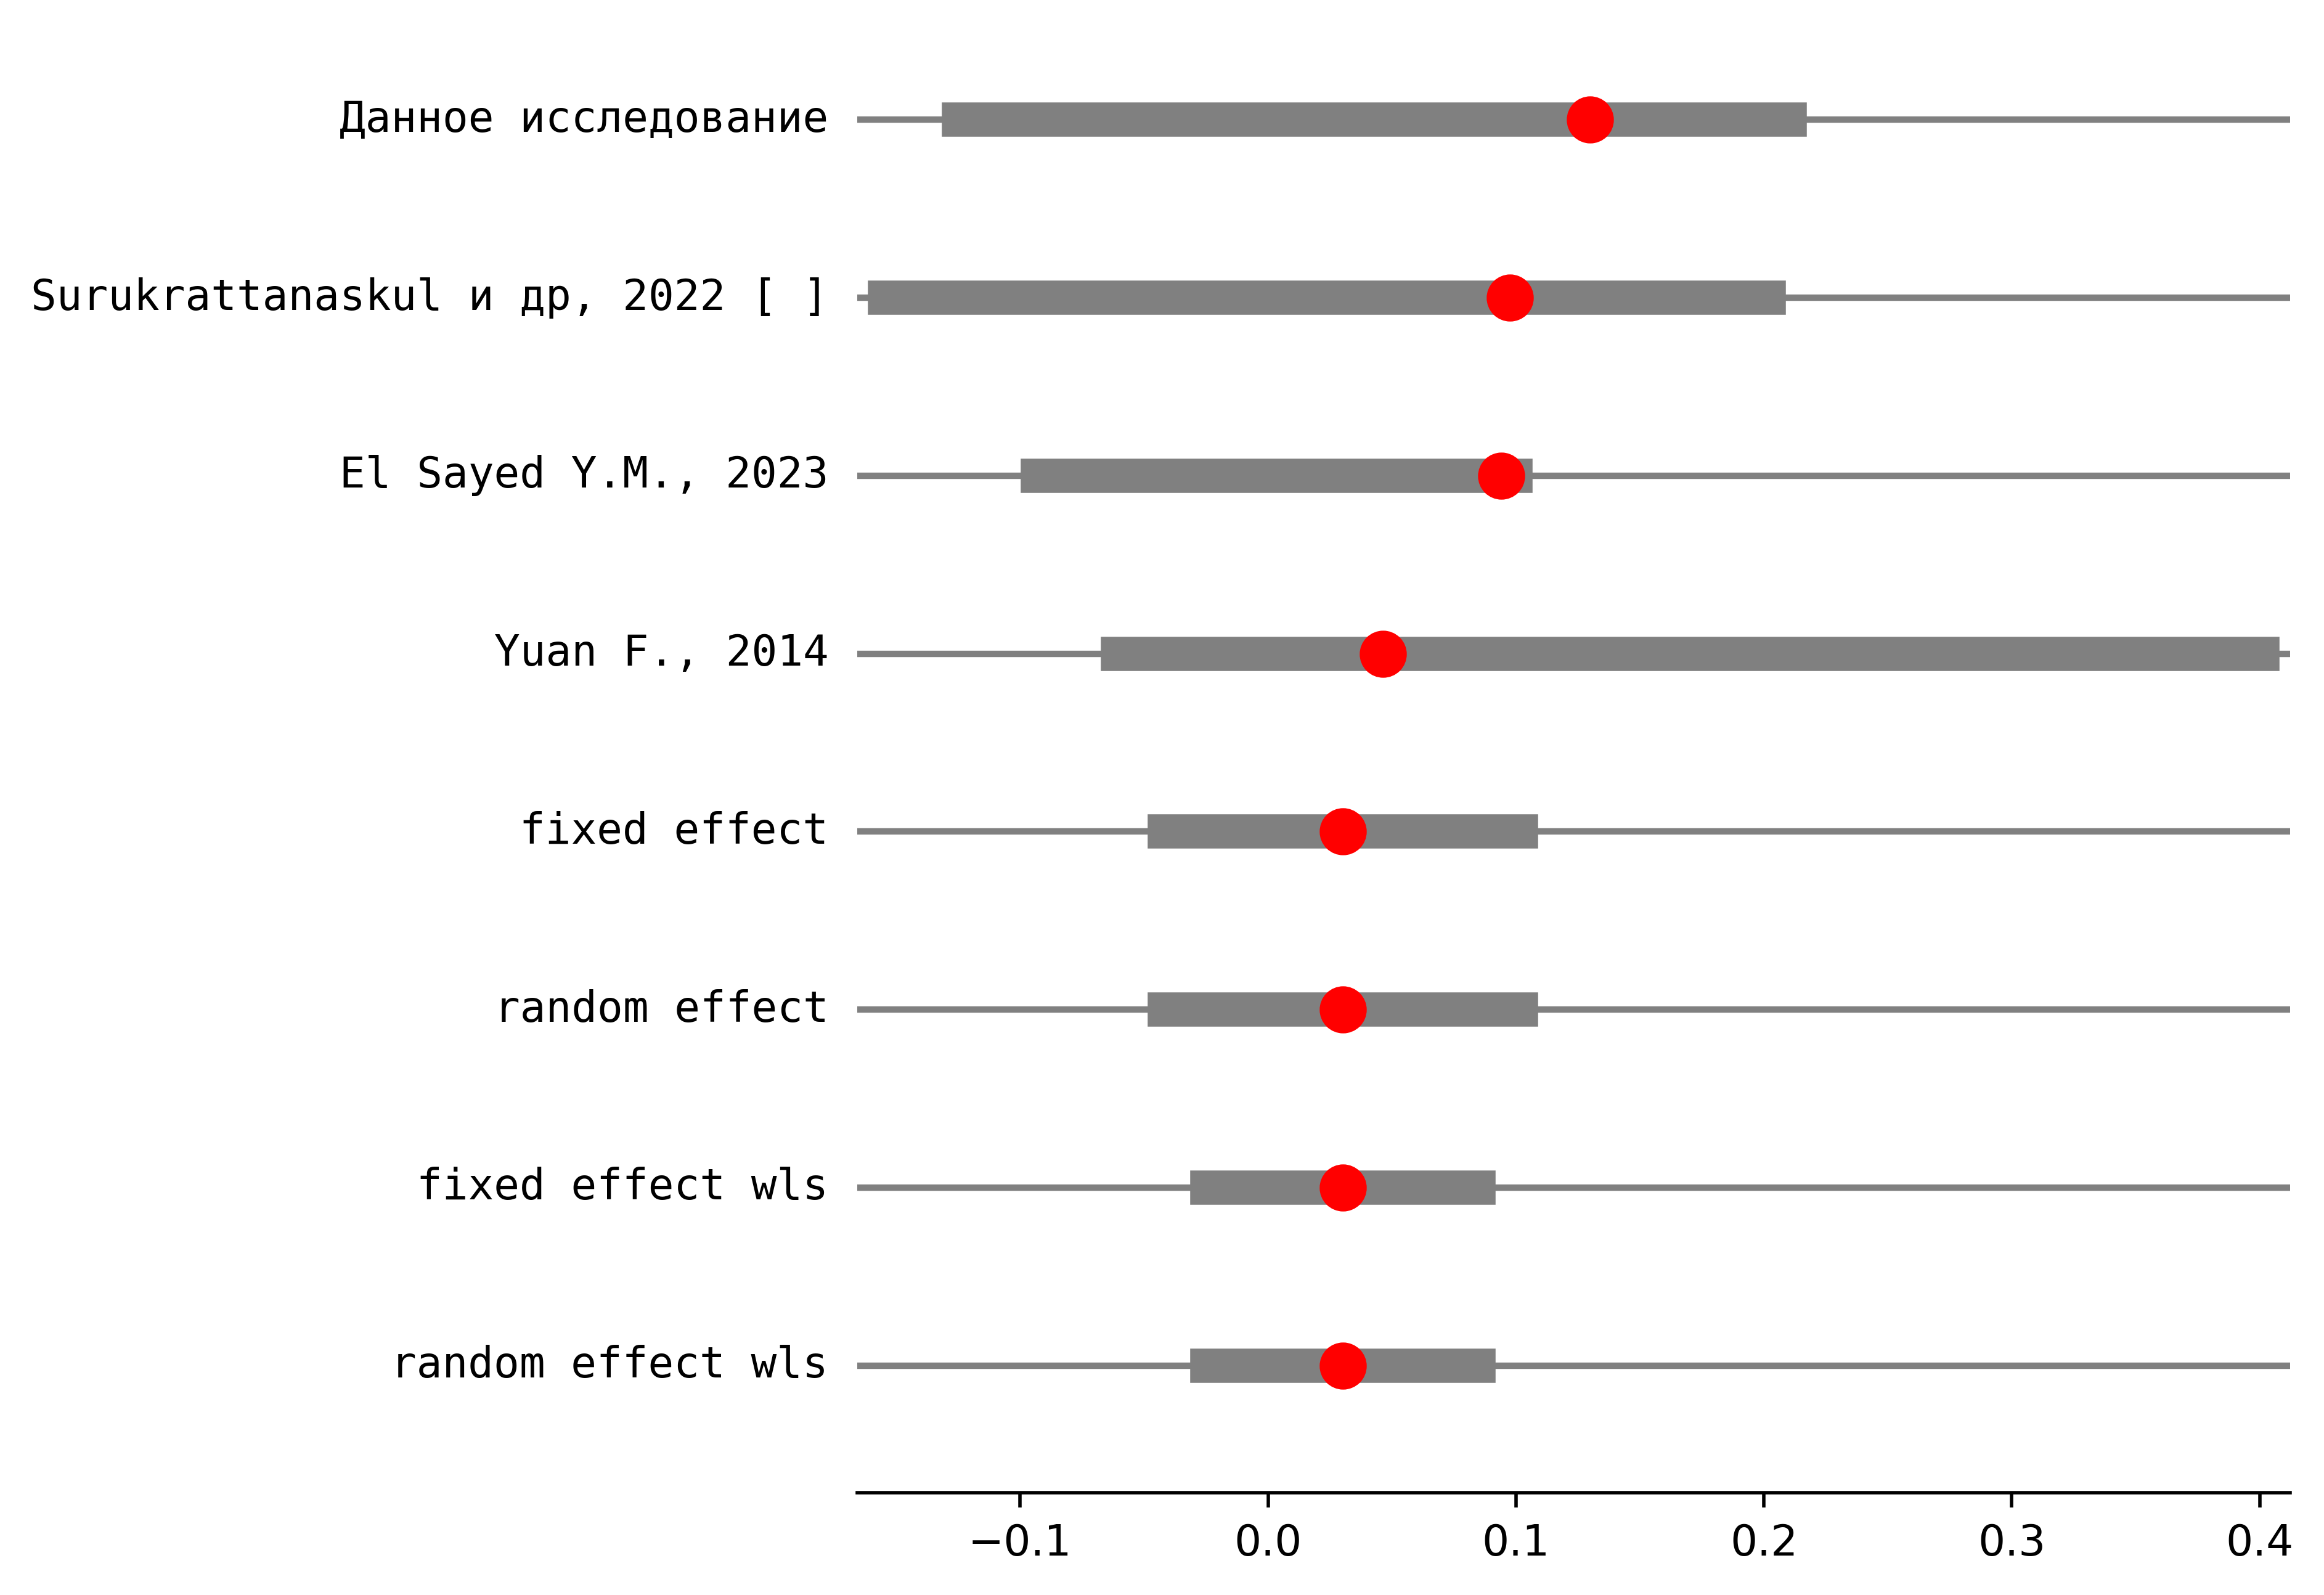 Данное исследование
Surukrattanaskul и др, 2022 [ ]
El Sayed Y.M., 2023
Yuan F., 2014
fixed effect
random effect
fixed effect wls
random effect wls
−0.1 0.0 0.1 0.2 0.3 0.4